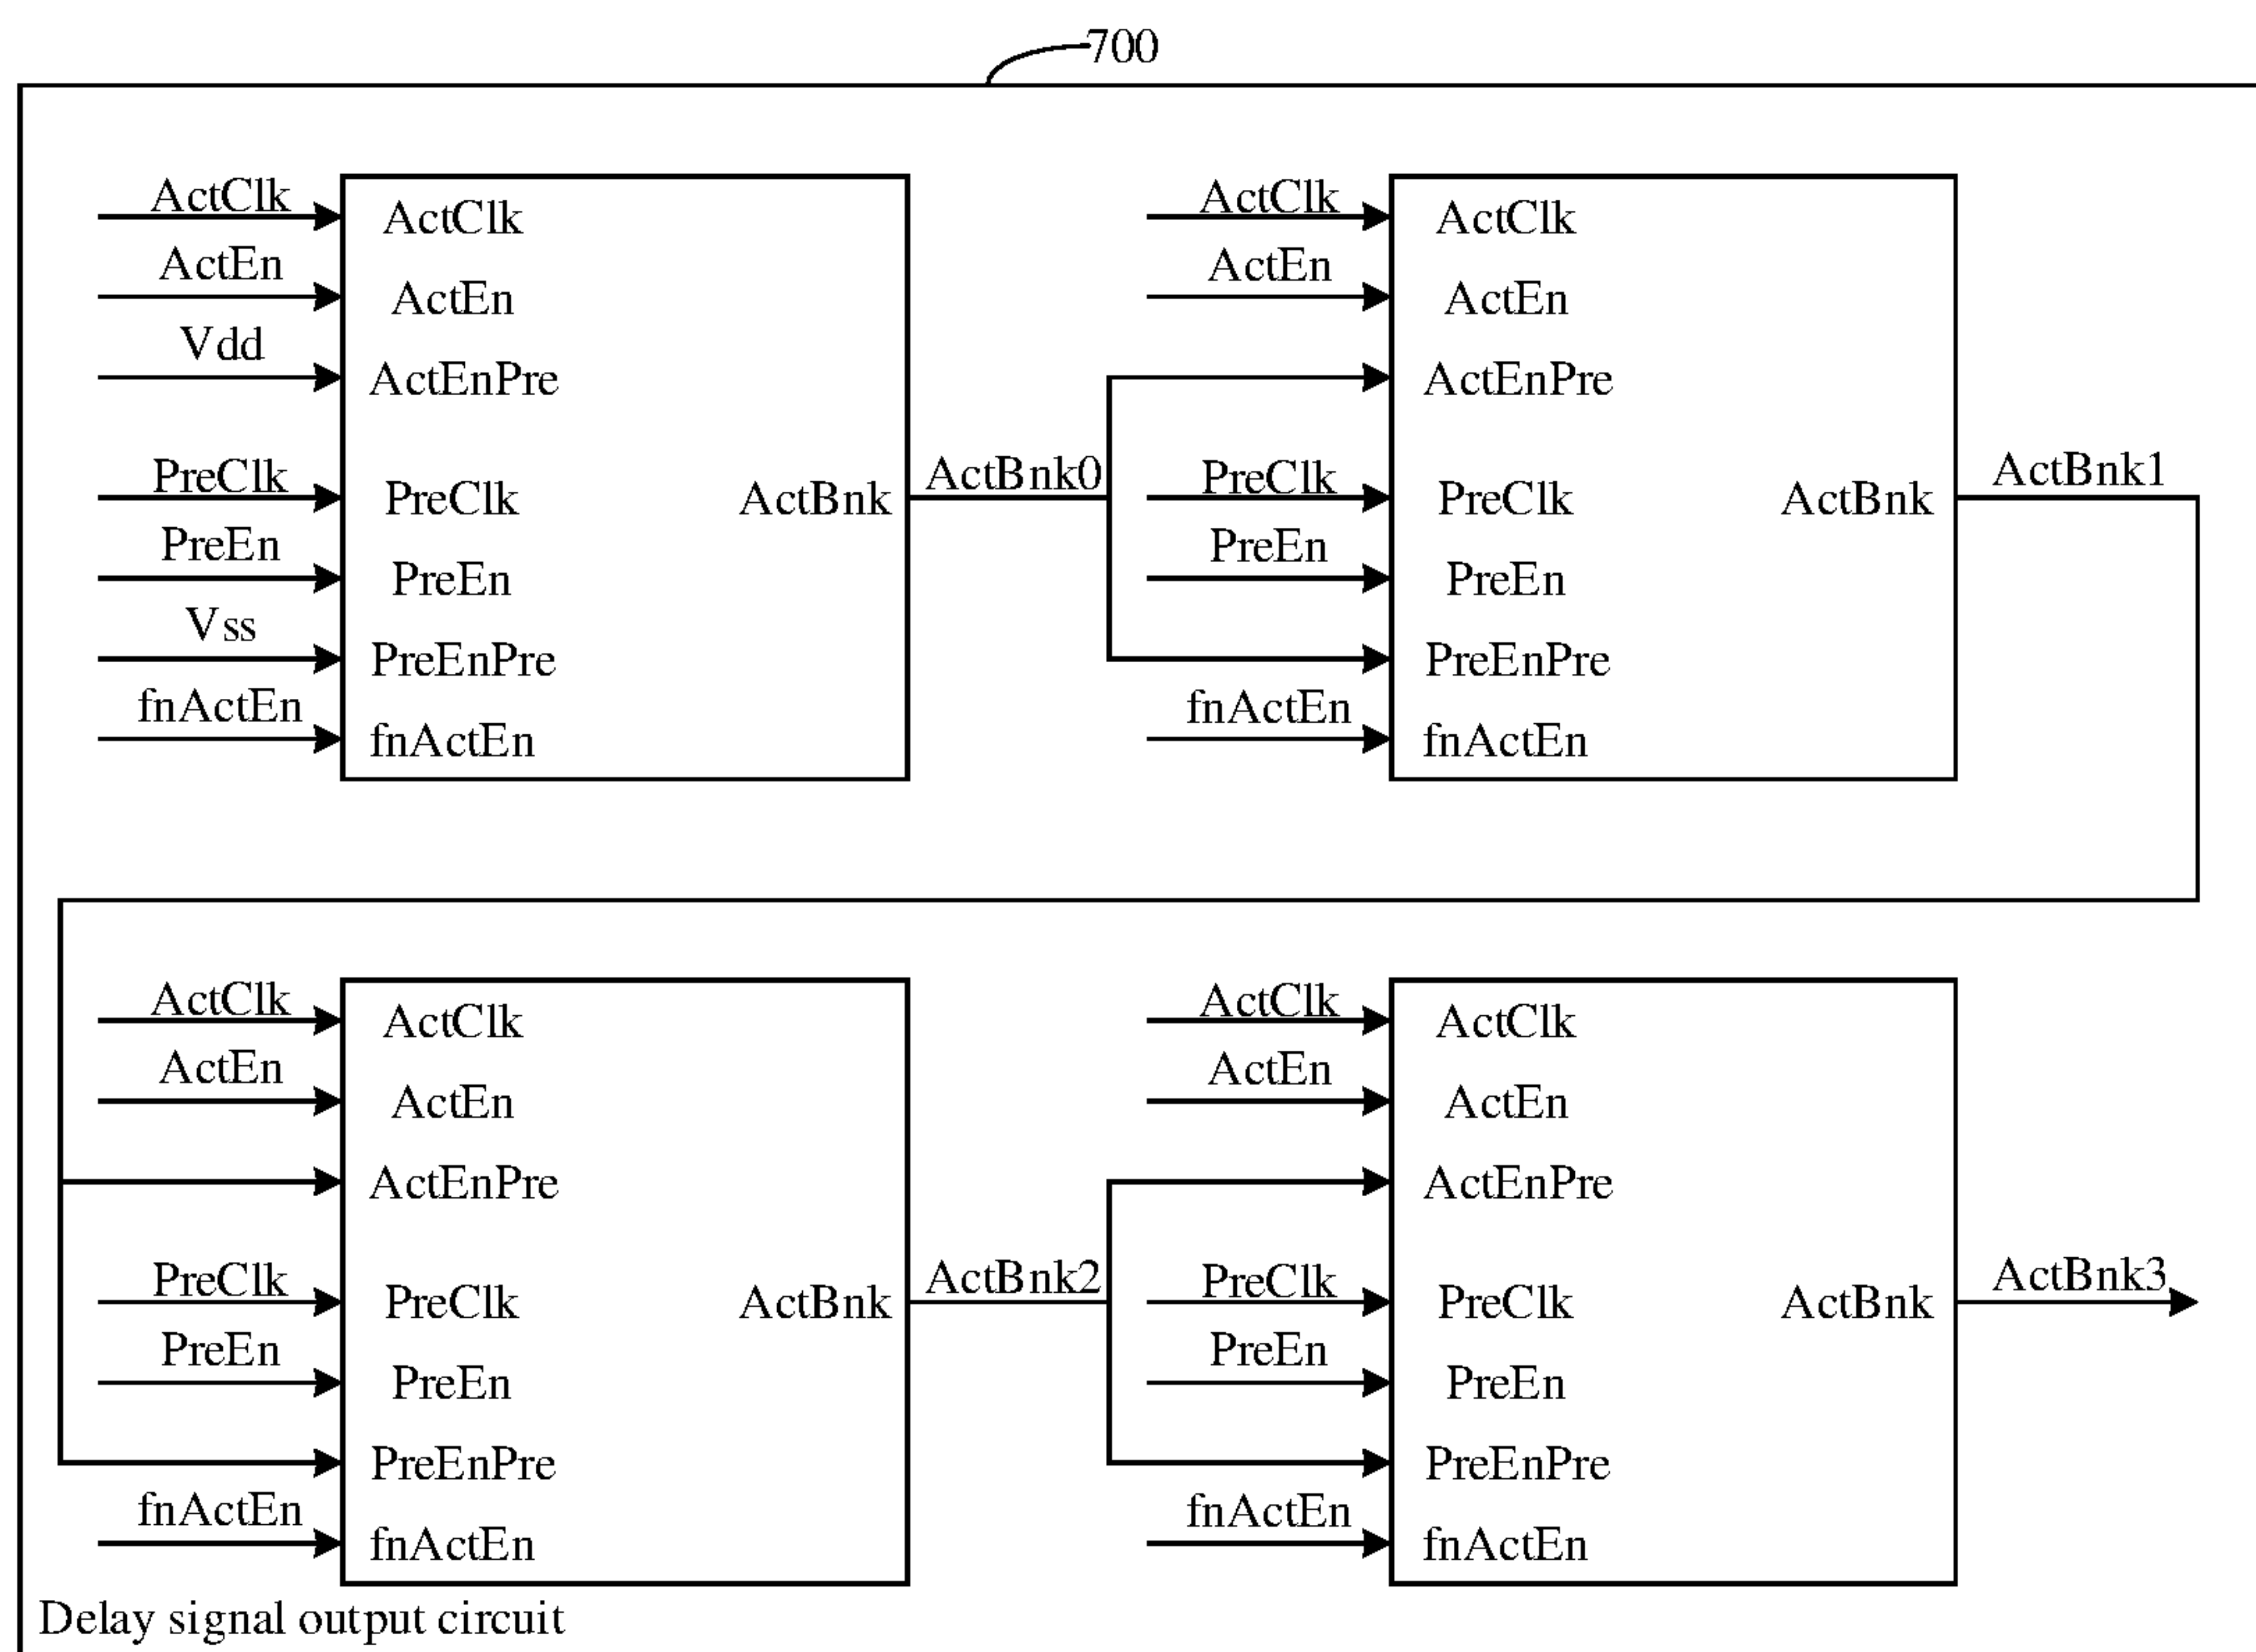 700
ActClk
ActClk
ActEn
ActEn
Vdd
ActEnPre
PreClk
PreClk
PreEn
PreEn
Vss
PreEnPre
fnActEn
fnActEn
ActBnk
ActBnk0
ActClk
ActClk
ActEn
ActEn
ActEnPre
PreClk
PreClk
PreEn
PreEn
PreEnPre
fnActEn
fnActEn
ActBnk
ActBnk1
ActClk
ActClk
ActEn
ActEn
ActEnPre
PreClk
PreClk
PreEn
PreEn
PreEnPre
fnActEn
fnActEn
ActBnk
ActBnk2
ActClk
ActClk
ActEn
ActEn
ActEnPre
PreClk
PreClk
PreEn
PreEn
PreEnPre
fnActEn
fnActEn
ActBnk
ActBnk3
Delay signal output circuit